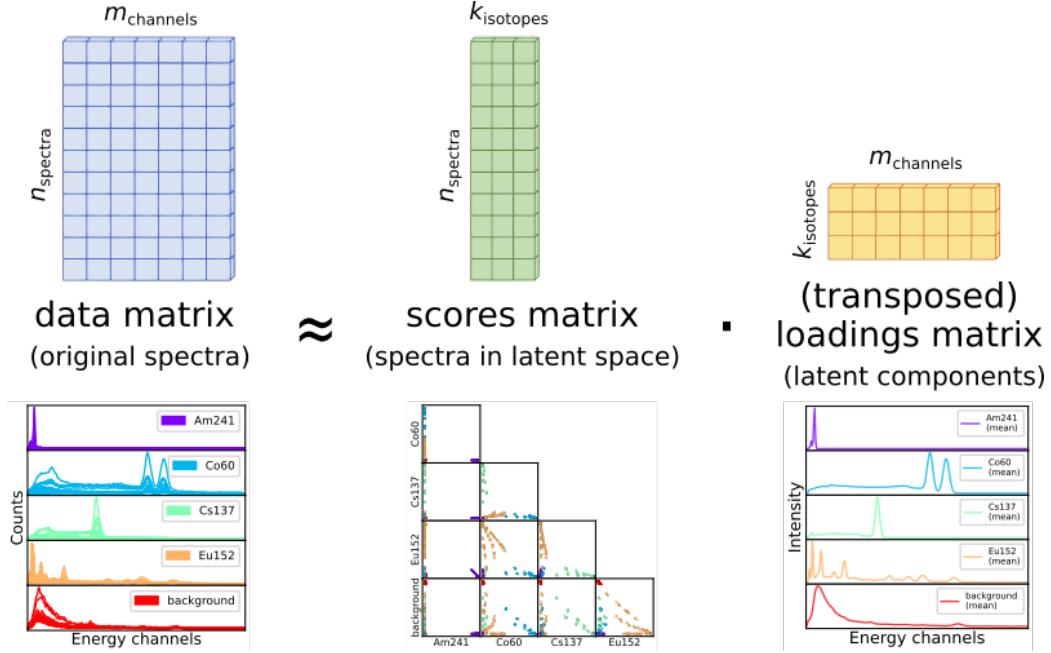 m_channels
k_isotopes
n_spectra
n_spectra
m_channels
k_isotopes
data matrix
(original spectra)
≈
scores matrix
(spectra in latent space)
·
(transposed)
loadings matrix
(latent components)
Am241
Co60
Cs137
Eu152
background
Counts
Energy channels
Co60
Cs137
Eu152
background
Am241
Co60
Cs137
Eu152
Am241
(mean)
Co60
(mean)
Cs137
(mean)
Eu152
(mean)
background
(mean)
Intensity
Energy channels